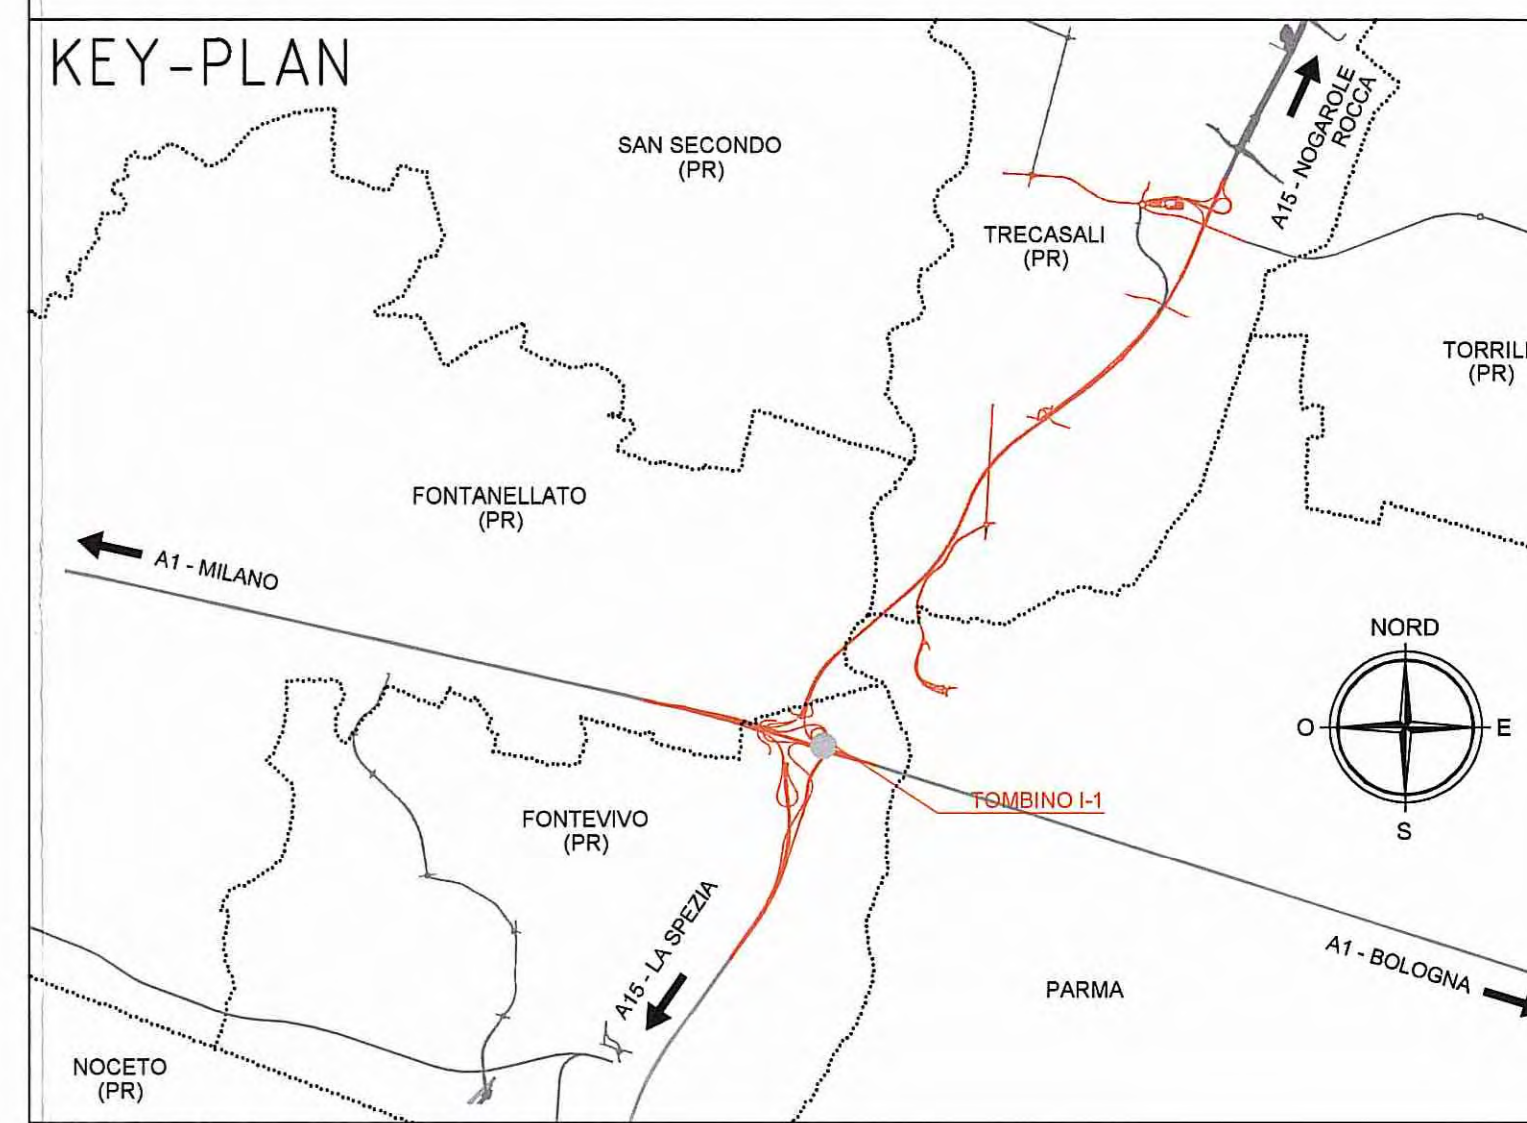 KEY-PLAN
SAN SECONDO
(PR)
A15 - NOGAROLE
ROCCA
TRECASALI
(PR)
(PR)
FONTANELLATO
(PR)
A1 - MILANO
NORD
O
E
S
TOMBINO I-1
FONTEVIVO
(PR)
A15 - LA SPEZIA
A1 - BOLOGNA
PARMA
NOCETO
(PR)